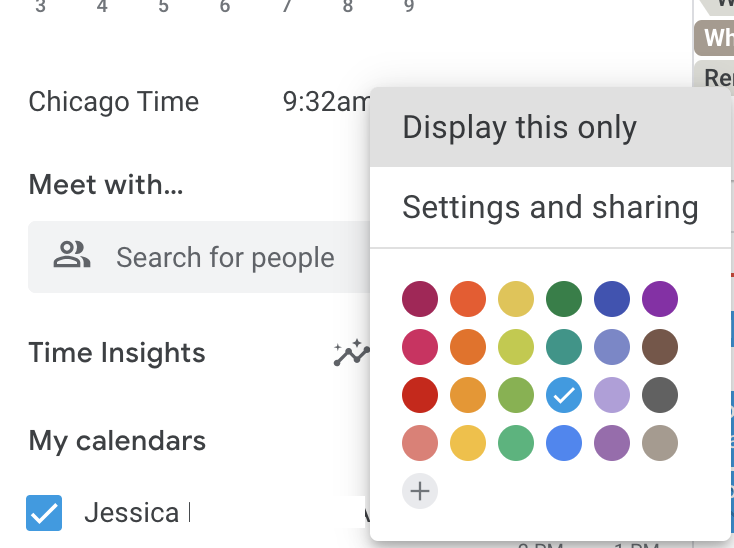 3 4 5 6 7 8 9
Chicago Time 9:32am
Display this only
Meet with...
Settings and sharing
Search for people
Time Insights
My calendars
Jessica
Wh